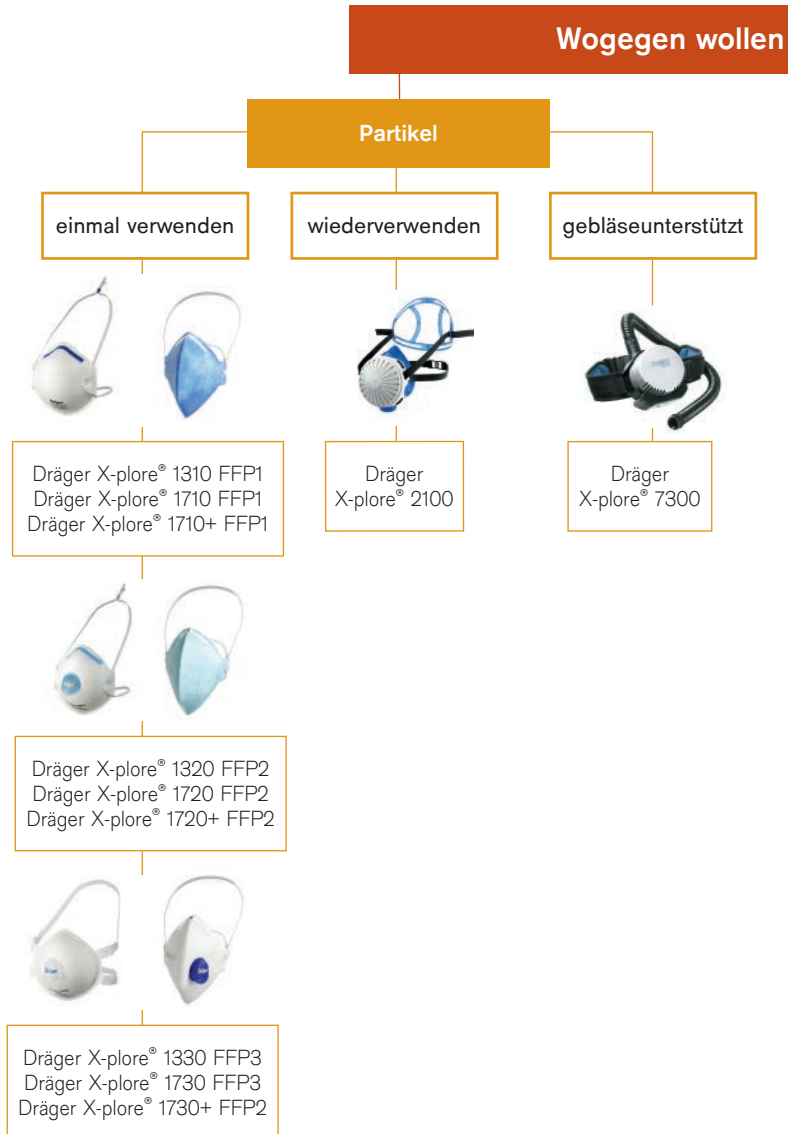 Wogegen wollen
Partikel
einmal verwenden
wiederverwenden
gebläseunterstützt
Dräger X-plore® 1310 FFP1
Dräger X-plore® 1710 FFP1
Dräger X-plore® 1710+ FFP1
Dräger
X-plore® 2100
Dräger
X-plore® 7300
Dräger X-plore® 1320 FFP2
Dräger X-plore® 1720 FFP2
Dräger X-plore® 1720+ FFP2
Dräger X-plore® 1330 FFP3
Dräger X-plore® 1730 FFP3
Dräger X-plore® 1730+ FFP2